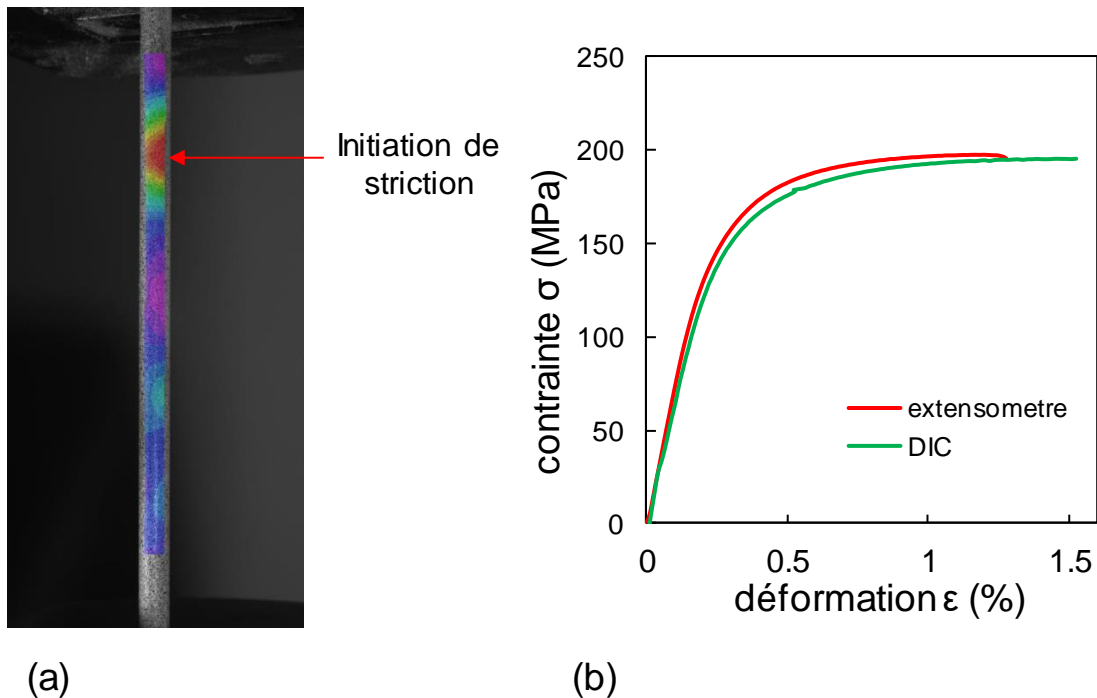 Initiation de
striction
250
200
150
100
50
0
0
0.5
1
1.5
contrainte σ (MPa)
déformation ε (%)
extensometre
DIC
(a)
(b)